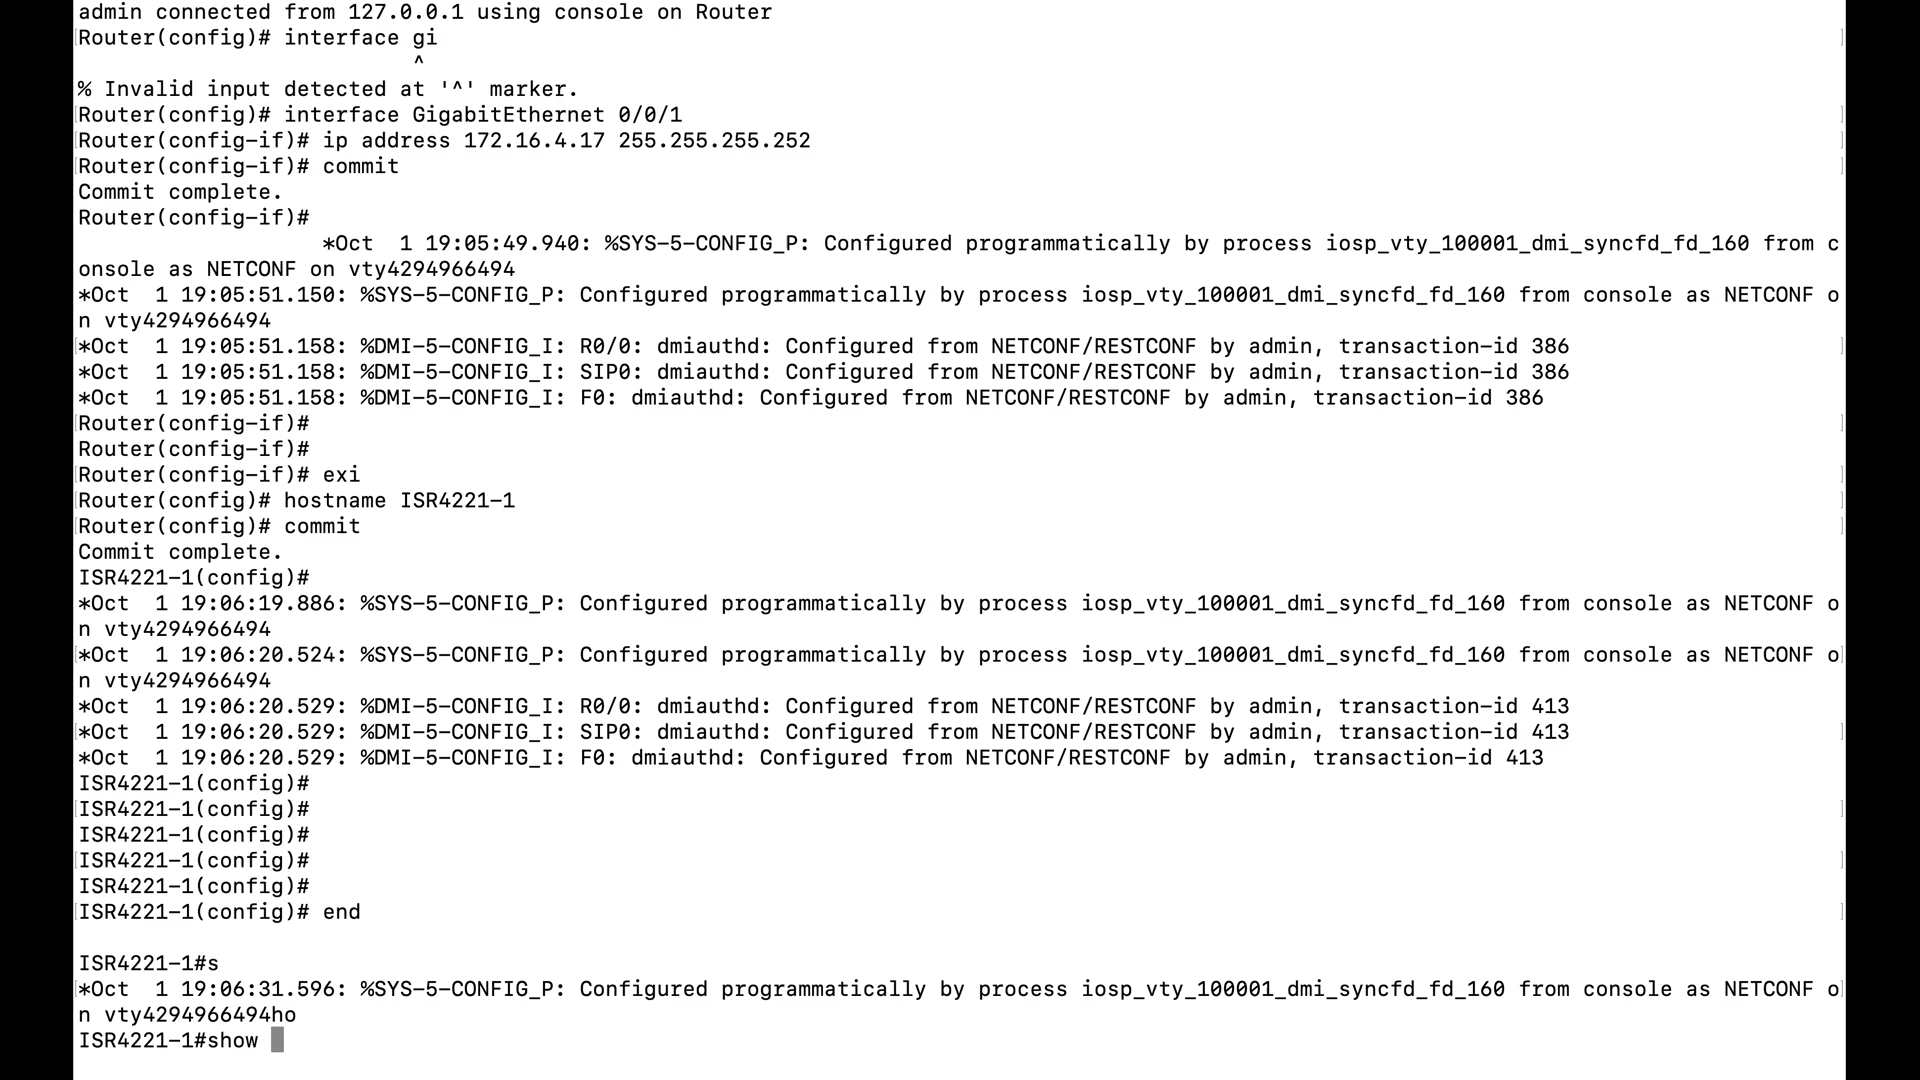 admin connected from 127.0.0.1 using console on Router
Router(config)# interface gi
^
% Invalid input detected at '^' marker.
Router(config)# interface GigabitEthernet 0/0/1
Router(config-if)# ip address 172.16.4.17 255.255.255.252
Router(config-if)# commit
Commit complete.
Router(config-if)#
*Oct  1 19:05:49.940: %SYS-5-CONFIG_P: Configured programmatically by process iosp_vty_100001_dmi_syncfd_fd_160 from c
onsole as NETCONF on vty4294966494
*Oct  1 19:05:51.150: %SYS-5-CONFIG_P: Configured programmatically by process iosp_vty_100001_dmi_syncfd_fd_160 from console as NETCONF o
n vty4294966494
*Oct  1 19:05:51.158: %DMI-5-CONFIG_I: R0/0: dmiauthd: Configured from NETCONF/RESTCONF by admin, transaction-id 386
*Oct  1 19:05:51.158: %DMI-5-CONFIG_I: SIP0: dmiauthd: Configured from NETCONF/RESTCONF by admin, transaction-id 386
*Oct  1 19:05:51.158: %DMI-5-CONFIG_I: F0: dmiauthd: Configured from NETCONF/RESTCONF by admin, transaction-id 386
Router(config-if)#
Router(config-if)#
Router(config-if)# exi
Router(config)# hostname ISR4221-1
Router(config)# commit
Commit complete.
ISR4221-1(config)#
*Oct  1 19:06:19.886: %SYS-5-CONFIG_P: Configured programmatically by process iosp_vty_100001_dmi_syncfd_fd_160 from console as NETCONF o
n vty4294966494
*Oct  1 19:06:20.524: %SYS-5-CONFIG_P: Configured programmatically by process iosp_vty_100001_dmi_syncfd_fd_160 from console as NETCONF o
n vty4294966494
*Oct  1 19:06:20.529: %DMI-5-CONFIG_I: R0/0: dmiauthd: Configured from NETCONF/RESTCONF by admin, transaction-id 413
*Oct  1 19:06:20.529: %DMI-5-CONFIG_I: SIP0: dmiauthd: Configured from NETCONF/RESTCONF by admin, transaction-id 413
*Oct  1 19:06:20.529: %DMI-5-CONFIG_I: F0: dmiauthd: Configured from NETCONF/RESTCONF by admin, transaction-id 413
ISR4221-1(config)#
ISR4221-1(config)#
ISR4221-1(config)#
ISR4221-1(config)#
ISR4221-1(config)#
ISR4221-1(config)# end
ISR4221-1#s
*Oct  1 19:06:31.596: %SYS-5-CONFIG_P: Configured programmatically by process iosp_vty_100001_dmi_syncfd_fd_160 from console as NETCONF o
n vty4294966494ho
ISR4221-1#show